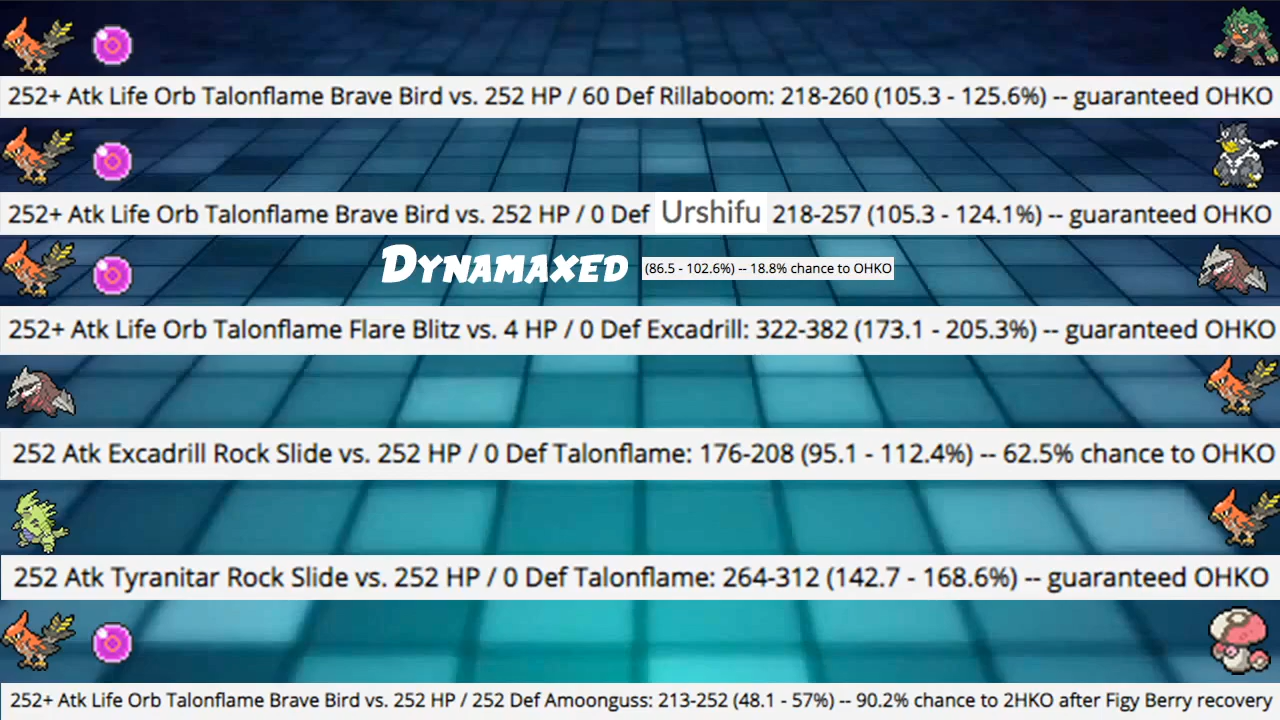 252+ Atk Life Orb Talonflame Brave Bird vs. 252 HP / 60 Def Rillaboom: 218-260 (105.3 - 125.6%) -- guaranteed OHKO
252+ Atk Life Orb Talonflame Brave Bird vs. 252 HP / 0 Def Urshifu 218-257 (105.3 - 124.1%) -- guaranteed OHKO
Dynamaxed (86.5 - 102.6%) -- 18.8% chance to OHKO
252+ Atk Life Orb Talonflame Flare Blitz vs. 4 HP / 0 Def Excadrill: 322-382 (173.1 - 205.3%) -- guaranteed OHKO
252 Atk Excadrill Rock Slide vs. 252 HP / 0 Def Talonflame: 176-208 (95.1 - 112.4%) -- 62.5% chance to OHKO
252 Atk Tyranitar Rock Slide vs. 252 HP / 0 Def Talonflame: 264-312 (142.7 - 168.6%) -- guaranteed OHKO
252+ Atk Life Orb Talonflame Brave Bird vs. 252 HP / 252 Def Amoonguss: 213-252 (48.1 - 57%) -- 90.2% chance to 2HKO after Figy Berry recovery